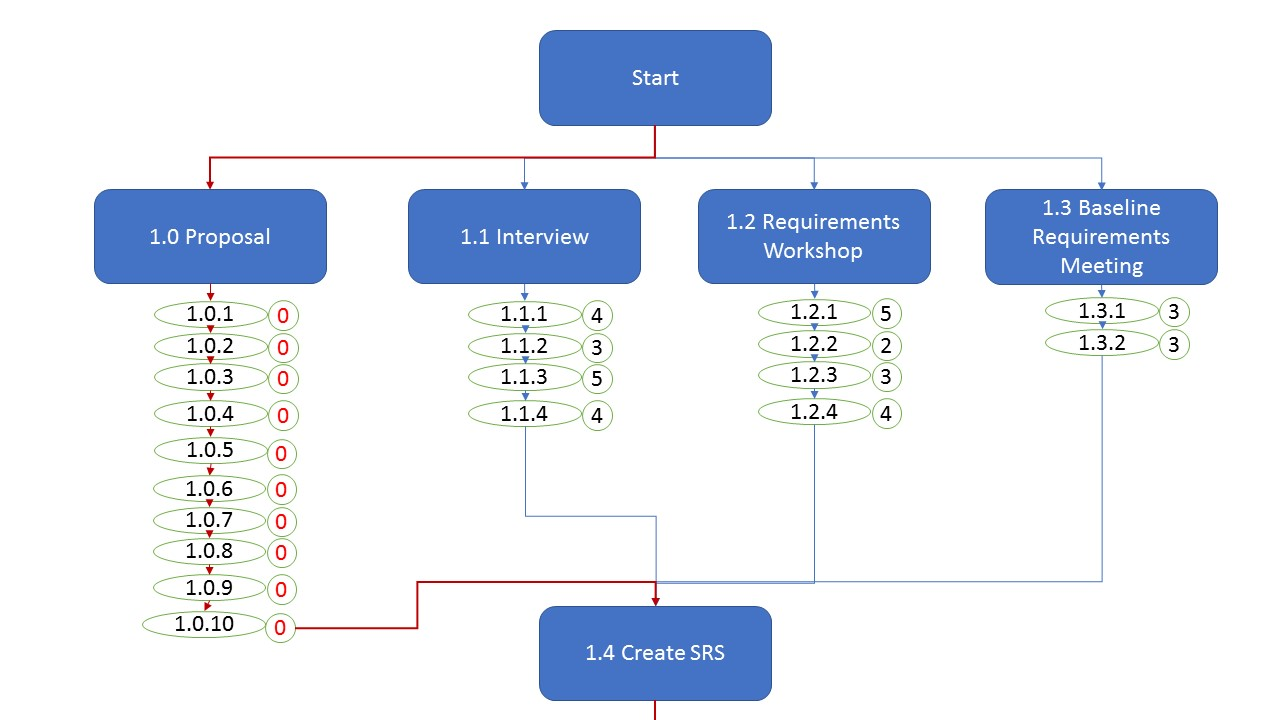 Start
1.0 Proposal
1.1 Interview
1.2 Requirements
Workshop
1.3 Baseline
Requirements
Meeting
1.0.1 0
1.0.2 0
1.0.3 0
1.0.4 0
1.0.5 0
1.0.6 0
1.0.7 0
1.0.8 0
1.0.9 0
1.0.10 0
1.1.1 4
1.1.2 3
1.1.3 5
1.1.4 4
1.2.1 5
1.2.2 2
1.2.3 3
1.2.4 4
1.3.1 3
1.3.2 3
1.4 Create SRS